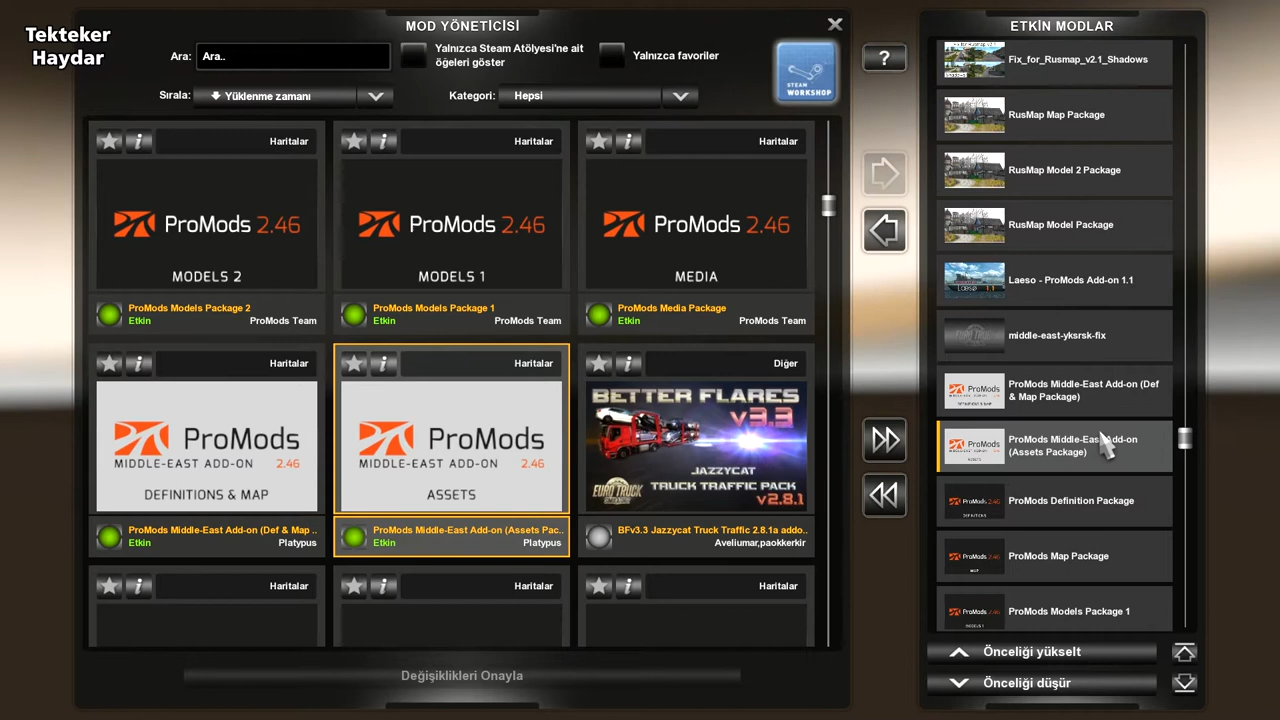 Tekteker
Haydar
MOD YÖNETİCİSİ
Ara:
Ara..
Yalnızca Steam Atölyesi'ne ait
öğeleri göster
Yalnızca favoriler
STEAM
WORKSHOP
Sırala:
Yüklenme zamanı
Kategori:
Hepsi
Haritalar
ProMods 2.46
MODELS 2
ProMods Models Package 2
Etkin
ProMods Team
Haritalar
ProMods 2.46
MODELS 1
ProMods Models Package 1
Etkin
ProMods Team
Haritalar
ProMods 2.46
MEDIA
ProMods Media Package
Etkin
ProMods Team
Haritalar
ProMods
MIDDLE-EAST ADD-ON 2.46
DEFINITIONS & MAP
ProMods Middle-East Add-on (Def & Map ..
Etkin
Platypus
Haritalar
ProMods
MIDDLE-EAST ADD-ON 2.46
ASSETS
ProMods Middle-East Add-on (Assets Pac..
Etkin
Platypus
Diğer
BETTER FLARES
v3.3
JAZZYCAT
TRUCK TRAFFIC PACK
v2.8.1
EURO TRUCK
BFv3.3 Jazzycat Truck Traffic 2.8.1a addo..
Aveliumar,paokkerkir
Haritalar
Haritalar
Haritalar
Değişiklikleri Onayla
?
ETKİN MODLAR
Fix_for_Rusmap_v2.1_Shadows
RusMap Map Package
RusMap Model 2 Package
RusMap Model Package
Laeso - ProMods Add-on 1.1
middle-east-yksrsk-fix
ProMods Middle-East Add-on (Def
& Map Package)
ProMods Middle-East Add-on
(Assets Package)
ProMods Definition Package
ProMods Map Package
ProMods Models Package 1
Önceliği yükselt
Önceliği düşür